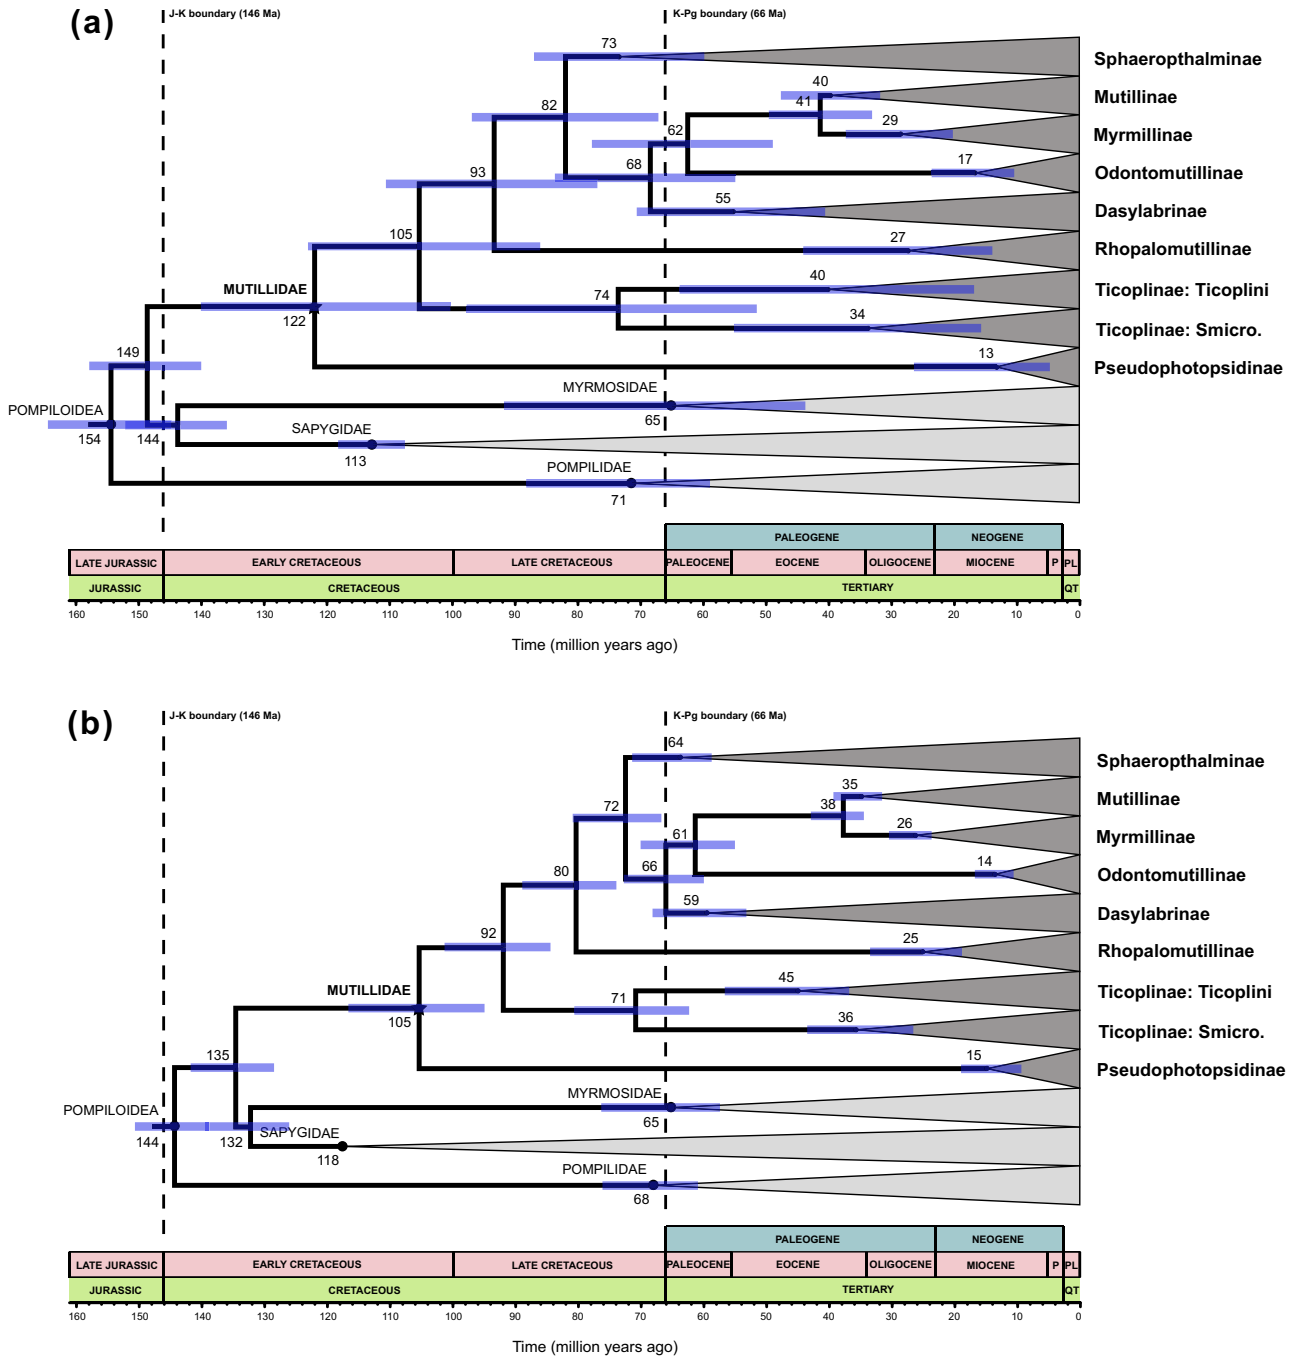 (a)
J-K boundary (146 Ma)
K-Pg boundary (66 Ma)
73
Sphaeropthalminae
40
Mutillinae
41
82
29
Myrmillinae
62
17
Odontomutillinae
68
93
55
Dasylabrinae
105
27
Rhopalomutillinae
40
Ticoplinae: Ticoplini
MUTILLIDAE
74
122
34
Ticoplinae: Smicro.
149
13
Pseudophotopsidinae
MYRMOSIDAE
POMPILOIDEA
65
154
144
SAPYGIDAE
113
POMPILIDAE
71
PALEOGENE NEOGENE
LATE JURASSIC EARLY CRETACEOUS LATE CRETACEOUS PALEOCENE EOCENE OLIGOCENE MIOCENE P PL
JURASSIC CRETACEOUS TERTIARY QT
160 150 140 130 120 110 100 90 80 70 60 50 40 30 20 10 0
Time (million years ago)
(b)
J-K boundary (146 Ma)
K-Pg boundary (66 Ma)
64
Sphaeropthalminae
35
Mutillinae
72
38
26
Myrmillinae
61
66
14
Odontomutillinae
80
59
Dasylabrinae
92
25
Rhopalomutillinae
45
Ticoplinae: Ticoplini
MUTILLIDAE
71
105
36
Ticoplinae: Smicro.
135
15
Pseudophotopsidinae
MYRMOSIDAE
POMPILOIDEA
65
144
132
SAPYGIDAE
118
POMPILIDAE
68
PALEOGENE NEOGENE
LATE JURASSIC EARLY CRETACEOUS LATE CRETACEOUS PALEOCENE EOCENE OLIGOCENE MIOCENE P PL
JURASSIC CRETACEOUS TERTIARY QT
160 150 140 130 120 110 100 90 80 70 60 50 40 30 20 10 0
Time (million years ago)